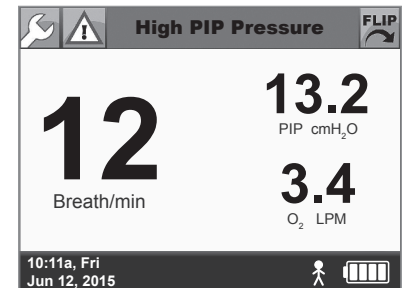 High PIP Pressure
FLIP
12
Breath/min
13.2
PIP cmH₂O
3.4
O₂ LPM
10:11a, Fri
Jun 12, 2015